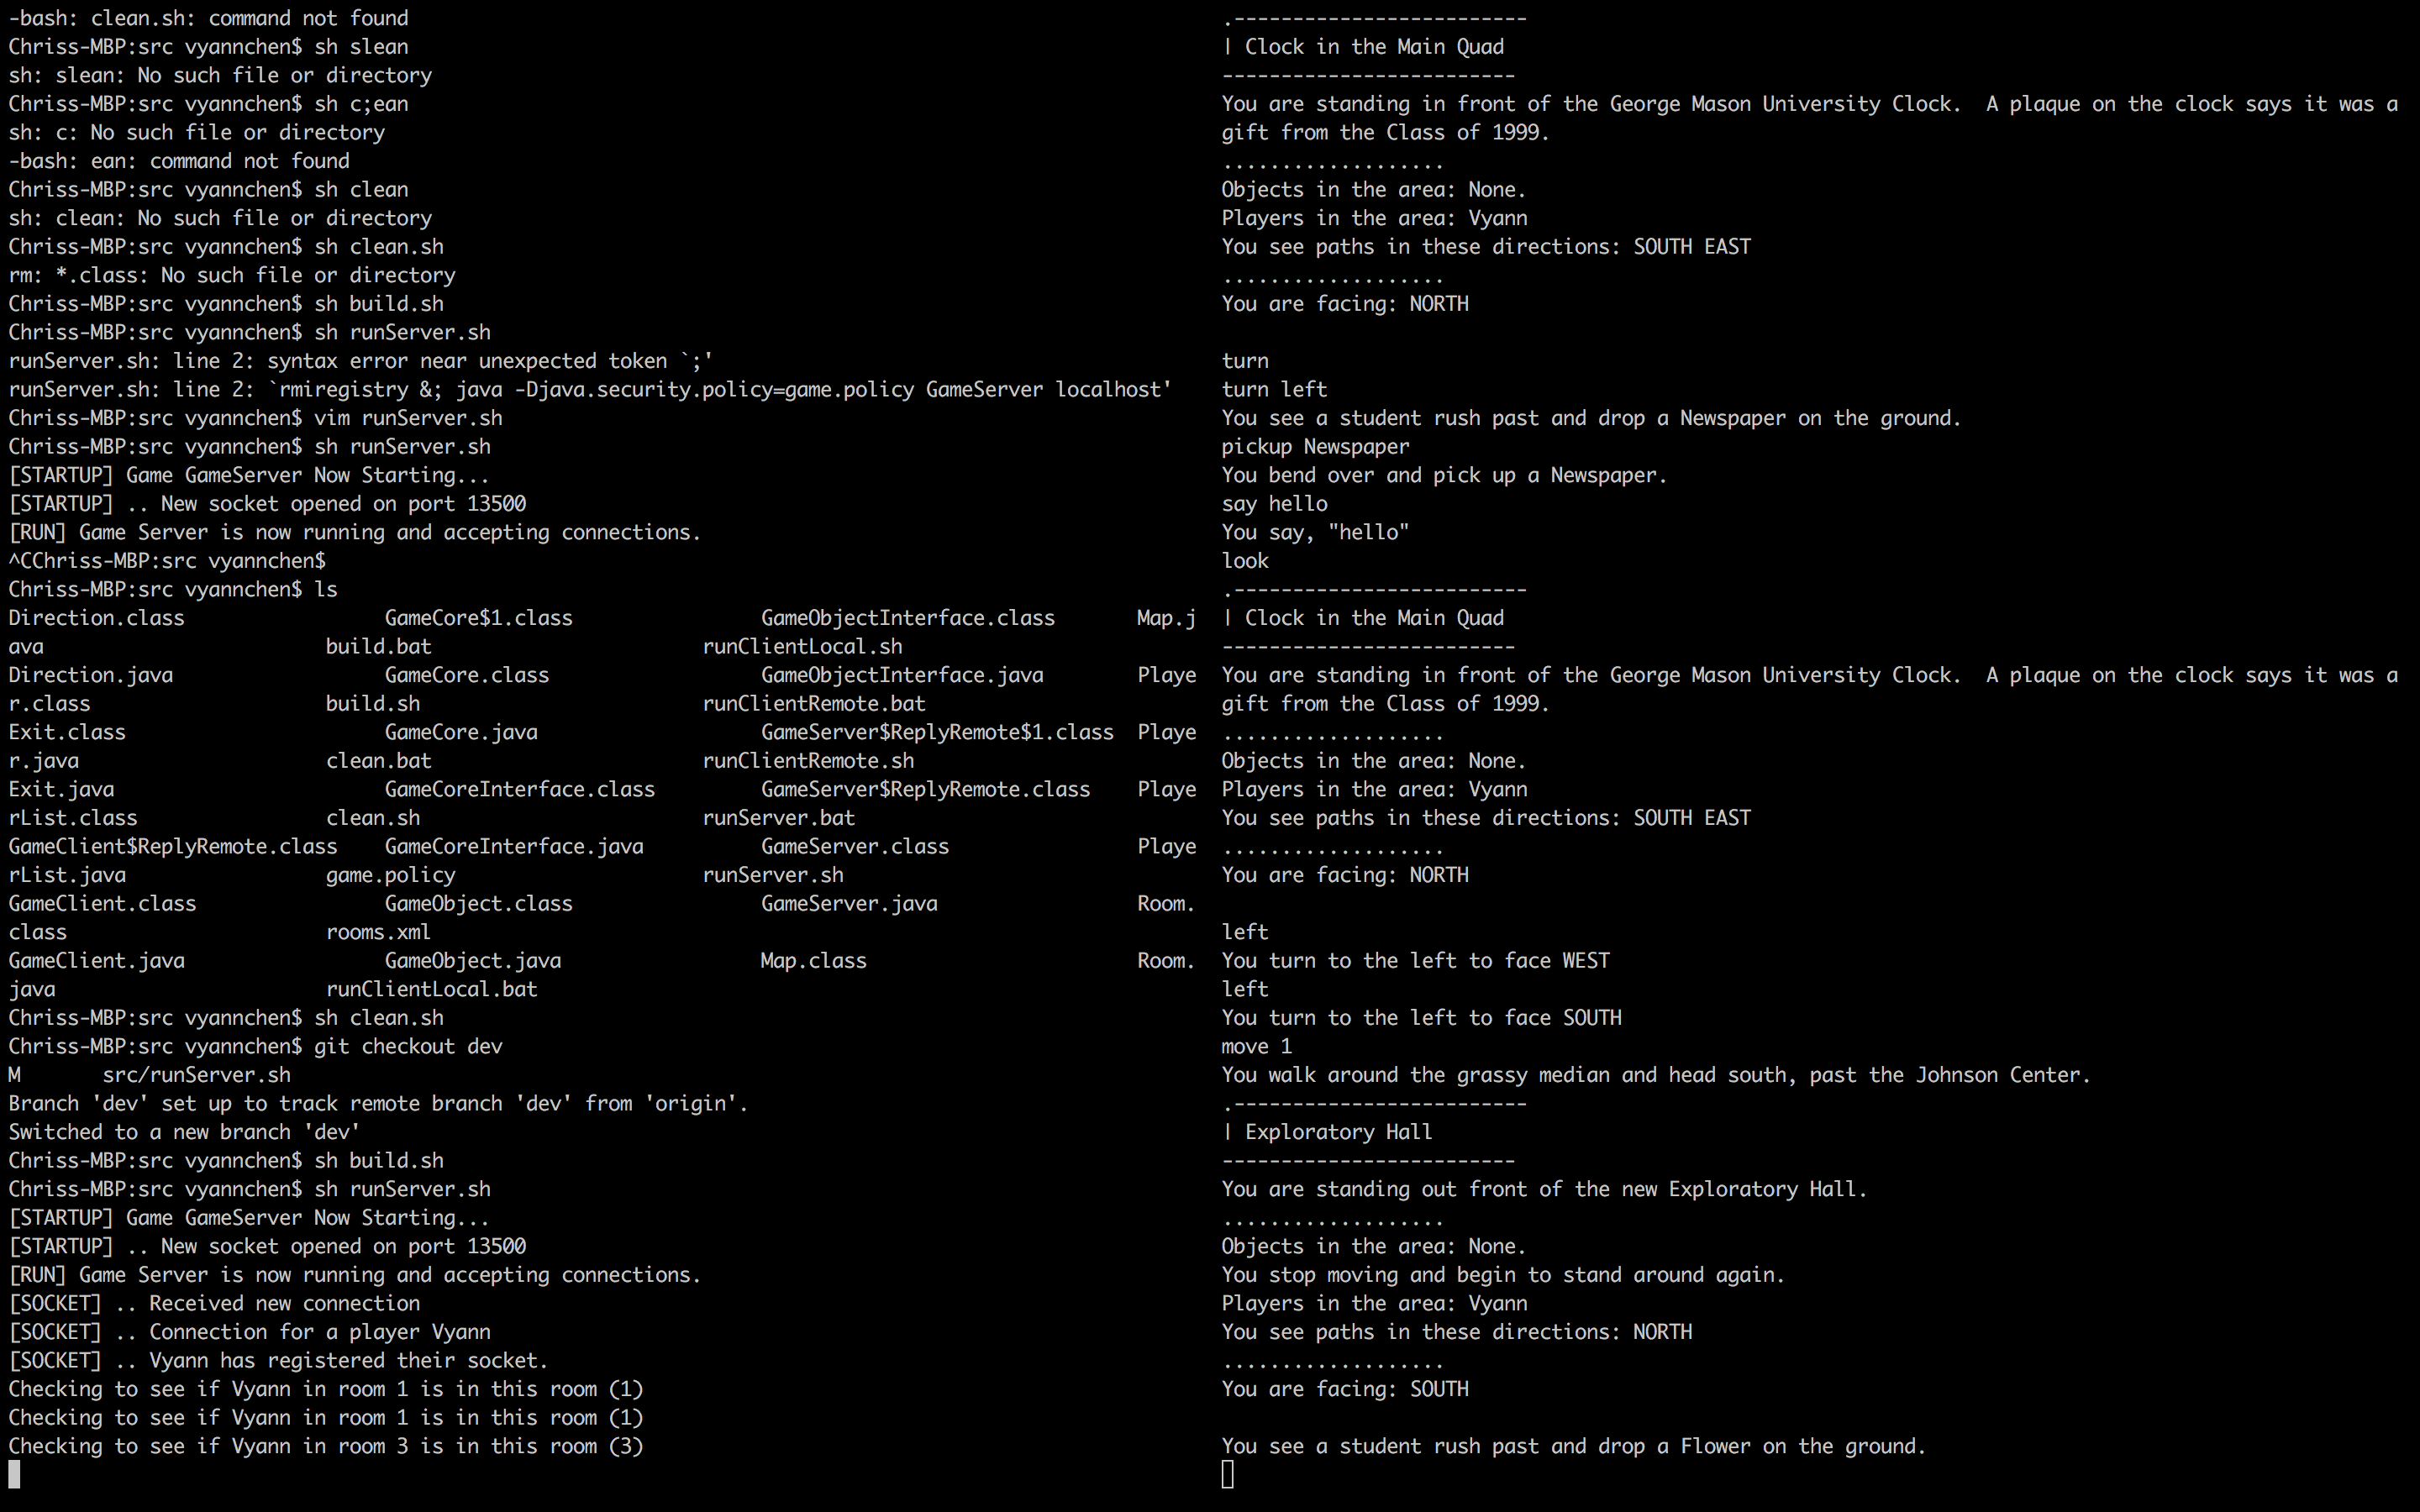 -bash: clean.sh: command not found
Chriss-MBP:src vyannchen$ sh slean
sh: slean: No such file or directory
Chriss-MBP:src vyannchen$ sh c;ean
sh: c: No such file or directory
-bash: ean: command not found
Chriss-MBP:src vyannchen$ sh clean
sh: clean: No such file or directory
Chriss-MBP:src vyannchen$ sh clean.sh
rm: *.class: No such file or directory
Chriss-MBP:src vyannchen$ sh build.sh
Chriss-MBP:src vyannchen$ sh runServer.sh
runServer.sh: line 2: syntax error near unexpected token `;'
runServer.sh: line 2: `rmiregistry &; java -Djava.security.policy=game.policy GameServer localhost'
Chriss-MBP:src vyannchen$ vim runServer.sh
Chriss-MBP:src vyannchen$ sh runServer.sh
[STARTUP] Game GameServer Now Starting...
[STARTUP] .. New socket opened on port 13500
[RUN] Game Server is now running and accepting connections.
^CChriss-MBP:src vyannchen$
Chriss-MBP:src vyannchen$ ls
Direction.class                 GameCore$1.class                GameObjectInterface.class       Map.j
ava                        build.bat                       runClientLocal.sh
Direction.java                  GameCore.class                  GameObjectInterface.java        Playe
r.class                    build.sh                        runClientRemote.bat
Exit.class                      GameCore.java                   GameServer$ReplyRemote$1.class  Playe
r.java                     clean.bat                       runClientRemote.sh
Exit.java                       GameCoreInterface.class         GameServer$ReplyRemote.class    Playe
rList.class                clean.sh                        runServer.bat
GameClient$ReplyRemote.class    GameCoreInterface.java          GameServer.class                Playe
rList.java                 game.policy                     runServer.sh
GameClient.class                GameObject.class                GameServer.java                 Room.
class                      rooms.xml
GameClient.java                 GameObject.java                 Map.class                       Room.
java                       runClientLocal.bat
Chriss-MBP:src vyannchen$ sh clean.sh
Chriss-MBP:src vyannchen$ git checkout dev
M       src/runServer.sh
Branch 'dev' set up to track remote branch 'dev' from 'origin'.
Switched to a new branch 'dev'
Chriss-MBP:src vyannchen$ sh build.sh
Chriss-MBP:src vyannchen$ sh runServer.sh
[STARTUP] Game GameServer Now Starting...
[STARTUP] .. New socket opened on port 13500
[RUN] Game Server is now running and accepting connections.
[SOCKET] .. Received new connection
[SOCKET] .. Connection for a player Vyann
[SOCKET] .. Vyann has registered their socket.
Checking to see if Vyann in room 1 is in this room (1)
Checking to see if Vyann in room 1 is in this room (1)
Checking to see if Vyann in room 3 is in this room (3)
.-------------------------
| Clock in the Main Quad
-------------------------
You are standing in front of the George Mason University Clock.  A plaque on the clock says it was a
gift from the Class of 1999.
...................
Objects in the area: None.
Players in the area: Vyann
You see paths in these directions: SOUTH EAST
...................
You are facing: NORTH
turn
turn left
You see a student rush past and drop a Newspaper on the ground.
pickup Newspaper
You bend over and pick up a Newspaper.
say hello
You say, "hello"
look
.-------------------------
| Clock in the Main Quad
-------------------------
You are standing in front of the George Mason University Clock.  A plaque on the clock says it was a
gift from the Class of 1999.
...................
Objects in the area: None.
Players in the area: Vyann
You see paths in these directions: SOUTH EAST
...................
You are facing: NORTH
left
You turn to the left to face WEST
left
You turn to the left to face SOUTH
move 1
You walk around the grassy median and head south, past the Johnson Center.
.-------------------------
| Exploratory Hall
-------------------------
You are standing out front of the new Exploratory Hall.
...................
Objects in the area: None.
You stop moving and begin to stand around again.
Players in the area: Vyann
You see paths in these directions: NORTH
...................
You are facing: SOUTH
You see a student rush past and drop a Flower on the ground.